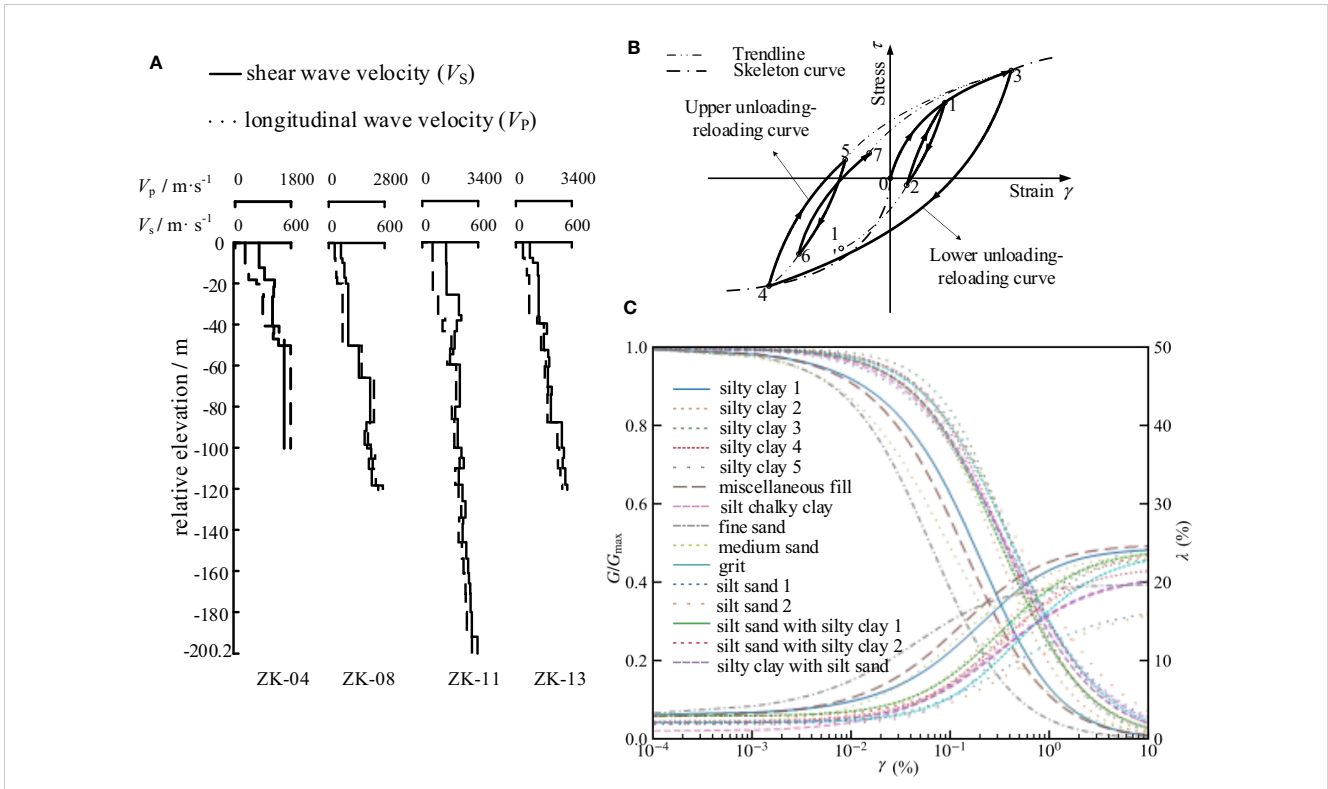 A
shear wave velocity (VS)
longitudinal wave velocity (VP)
Vp / m·s-1
0 1800 0 2800 0 3400 0 3400
Vs / m· s-1
0 600 0 600 0 600 0 600
relative elevation / m
0
-20
-40
-60
-80
-100
-120
-140
-160
-180
-200.2
ZK-04 ZK-08 ZK-11 ZK-13
B
Trendline
Skeleton curve
Stress τ
Strain γ
Upper unloading-
reloading curve
Lower unloading-
reloading curve
3
1
5
7
0
2
1'
6
4
C
G/Gmax
1.0
0.8
0.6
0.4
0.2
0.0
silty clay 1
silty clay 2
silty clay 3
silty clay 4
silty clay 5
miscellaneous fill
silt chalky clay
fine sand
medium sand
grit
silt sand 1
silt sand 2
silt sand with silty clay 1
silt sand with silty clay 2
silty clay with silt sand
50
40
30
20
10
0
λ (%)
10-4 10-3 10-2 10-1 100 10
γ (%)